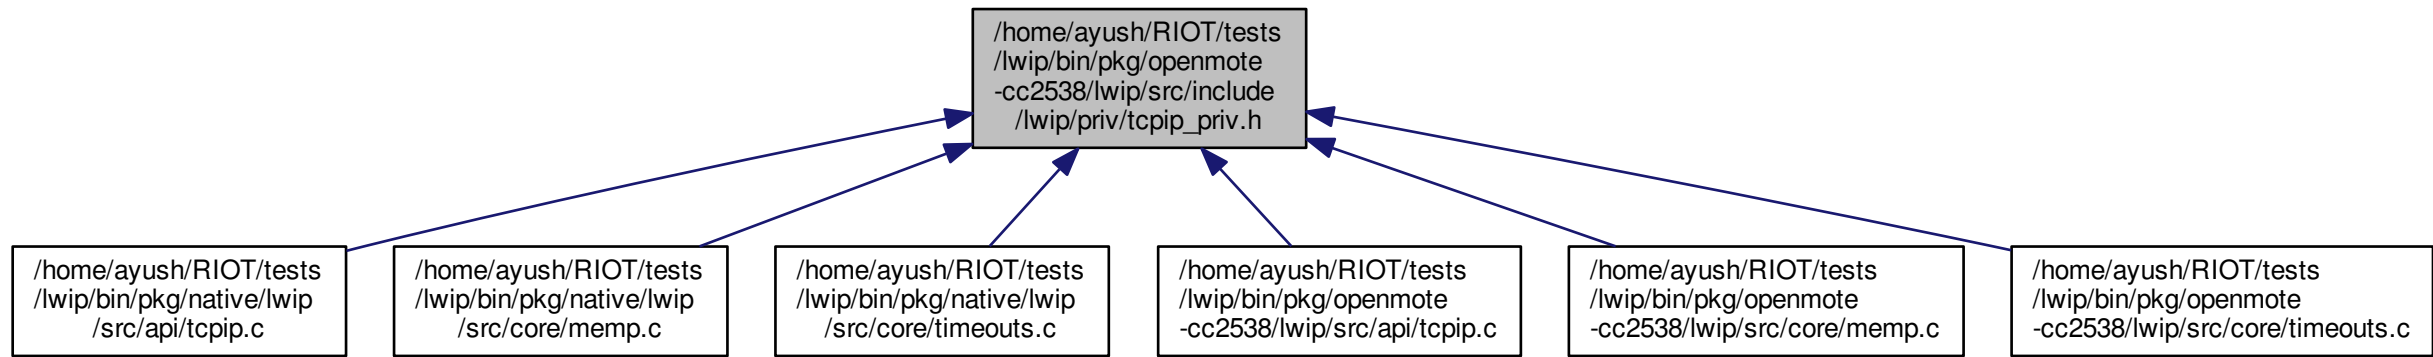 /home/ayush/RIOT/tests
/lwip/bin/pkg/openmote
-cc2538/lwip/src/include
/lwip/priv/tcpip_priv.h
/home/ayush/RIOT/tests
/lwip/bin/pkg/native/lwip
/src/api/tcpip.c
/home/ayush/RIOT/tests
/lwip/bin/pkg/native/lwip
/src/core/memp.c
/home/ayush/RIOT/tests
/lwip/bin/pkg/native/lwip
/src/core/timeouts.c
/home/ayush/RIOT/tests
/lwip/bin/pkg/openmote
-cc2538/lwip/src/api/tcpip.c
/home/ayush/RIOT/tests
/lwip/bin/pkg/openmote
-cc2538/lwip/src/core/memp.c
/home/ayush/RIOT/tests
/lwip/bin/pkg/openmote
-cc2538/lwip/src/core/timeouts.c